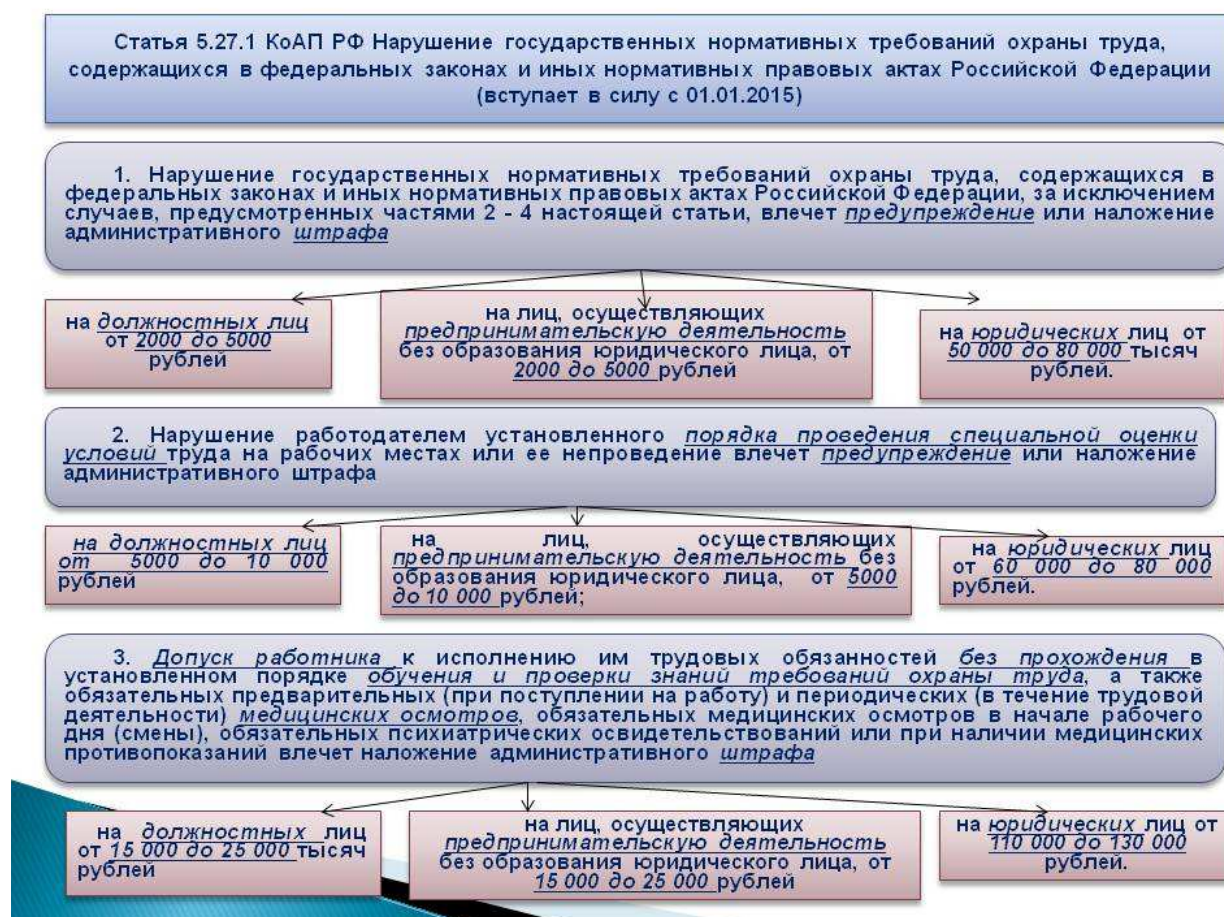 Статья 5.27.1 КоАП РФ Нарушение государственных нормативных требований охраны труда,
содержащихся в федеральных законах и иных нормативных правовых актах Российской Федерации
(вступает в силу с 01.01.2015)
1. Нарушение государственных нормативных требований охраны труда, содержащихся в
федеральных законах и иных нормативных правовых актах Российской Федерации, за исключением
случаев, предусмотренных частями 2 - 4 настоящей статьи, влечет предупреждение или наложение
административного штрафа
на должностных лиц
от 2000 до 5000
рублей
на лиц, осуществляющих
предпринимательскую деятельность
без образования юридического лица, от
2000 до 5000 рублей
на юридических лиц от
50 000 до 80 000 тысяч
рублей.
2. Нарушение работодателем установленного порядка проведения специальной оценки
условий труда на рабочих местах или ее непроведение влечет предупреждение или наложение
административного штрафа
на должностных лиц
от 5000 до 10 000
рублей
на лиц, осуществляющих
предпринимательскую деятельность без
образования юридического лица, от 5000
до 10 000 рублей;
на юридических лиц
от 60 000 до 80 000
рублей.
3. Допуск работника к исполнению им трудовых обязанностей без прохождения в
установленном порядке обучения и проверки знаний требований охраны труда, а также
обязательных предварительных (при поступлении на работу) и периодических (в течение трудовой
деятельности) медицинских осмотров, обязательных медицинских осмотров в начале рабочего
дня (смены), обязательных психиатрических освидетельствований или при наличии медицинских
противопоказаний влечет наложение административного штрафа
на должностных лиц
от 15 000 до 25 000 тысяч
рублей
на лиц, осуществляющих
предпринимательскую деятельность
без образования юридического лица, от
15 000 до 25 000 рублей
на юридических лиц от
110 000 до 130 000
рублей.